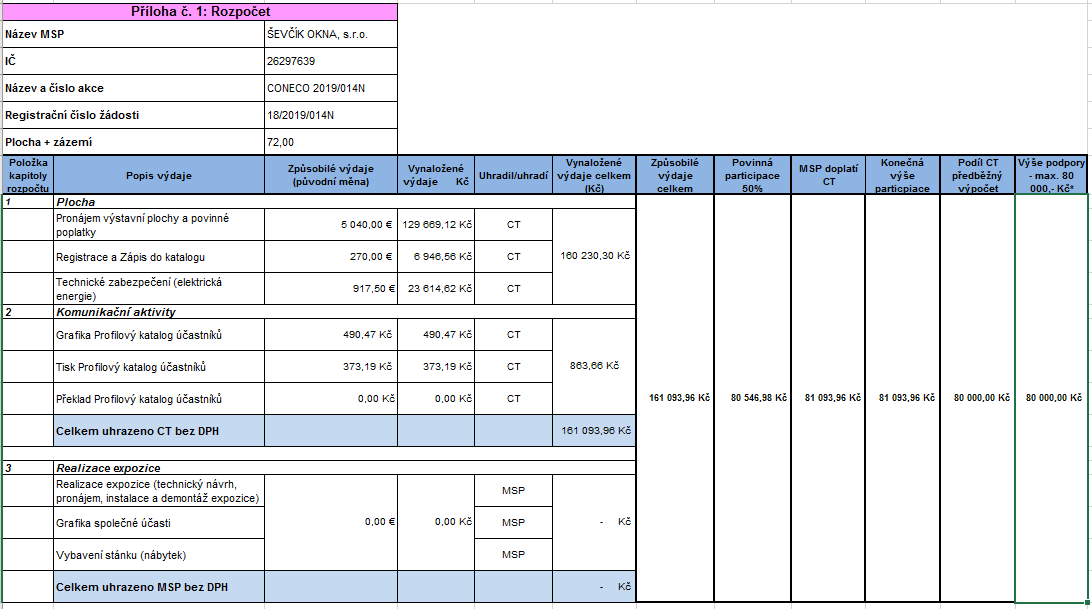 Příloha č. 1: Rozpočet
Název MSP ŠEVČÍK OKNA, s.r.o.
IČ 26297639
Název a číslo akce CONECO 2019/014N
Registrační číslo žádosti 18/2019/014N
Plocha + zázemí 72,00
Položka kapitoly rozpočtu Popis výdaje Způsobilé výdaje (původní měna) Vynaložené výdaje Kč Uhradil/uhradí Vynaložené výdaje celkem (Kč) Způsobilé výdaje celkem Povinná participace 50% MSP doplatí CT Konečná výše particpiace Podíl CT předběžný výpočet Výše podpory - max. 80 000,- Kč*
1 Plocha
Pronájem výstavní plochy a povinné poplatky 5 040,00 € 129 669,12 Kč CT
Registrace a Zápis do katalogu 270,00 € 6 946,56 Kč CT 160 230,30 Kč
Technické zabezpečení (elektrická energie) 917,50 € 23 614,62 Kč CT
2 Komunikační aktivity
Grafika Profilový katalog účastníků 490,47 Kč 490,47 Kč CT
Tisk Profilový katalog účastníků 373,19 Kč 373,19 Kč CT 863,66 Kč
Překlad Profilový katalog účastníků 0,00 Kč 0,00 Kč CT 161 093,96 Kč 80 546,98 Kč 81 093,96 Kč 81 093,96 Kč 80 000,00 Kč 80 000,00 Kč
Celkem uhrazeno CT bez DPH 161 093,96 Kč
3 Realizace expozice
Realizace expozice (technický návrh, pronájem, instalace a demontáž expozice) MSP
Grafika společné účasti 0,00 € 0,00 Kč MSP - Kč
Vybavení stánku (nábytek) MSP
Celkem uhrazeno MSP bez DPH - Kč